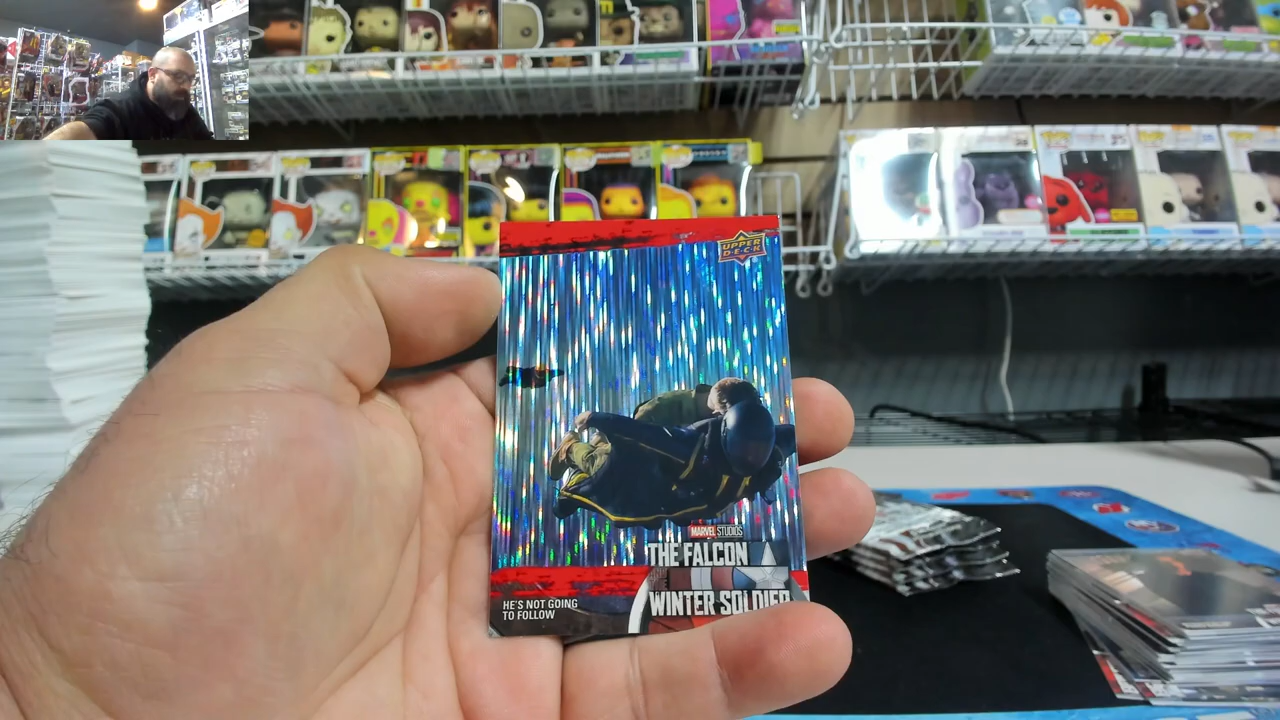 UPPER
DECK
MARVEL STUDIOS
THE FALCON
WINTER SOLDIER
HE'S NOT GOING
TO FOLLOW